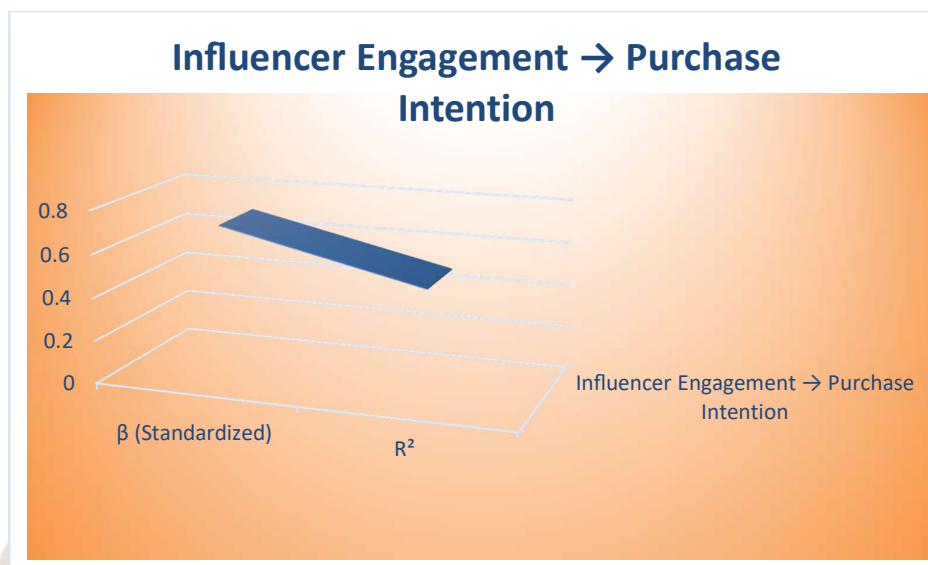 Influencer Engagement → Purchase
Intention
0.8
0.6
0.4
0.2
0
β (Standardized)
R²
Influencer Engagement → Purchase
Intention